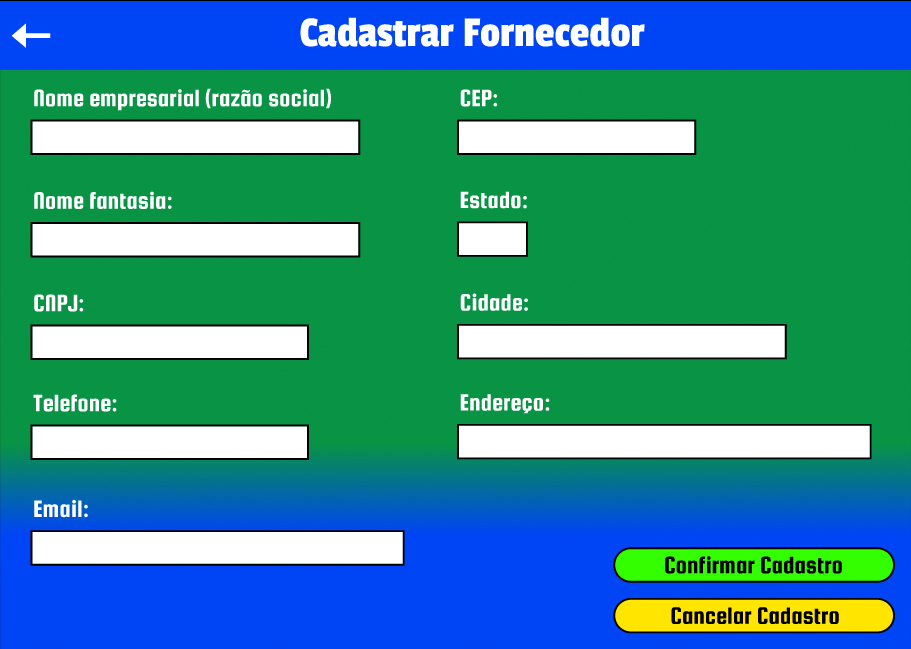 Cadastrar Fornecedor
Nome empresarial (razão social)
CEP:
Nome fantasia:
Estado:
CNPJ:
Cidade:
Telefone:
Endereço:
Email:
Confirmar Cadastro
Cancelar Cadastro